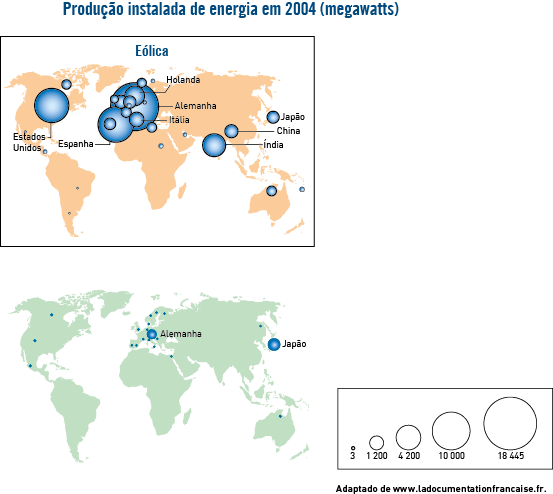 Produção instalada de energia em 2004 (megawatts)
Eólica
Holanda
Alemanha
Itália
Japão
China
Índia
Estados
Unidos
Espanha
Alemanha
Japão
3 1 200 4 200 10 000 18 445
Adaptado de www.ladocumentationfrancaise.fr.